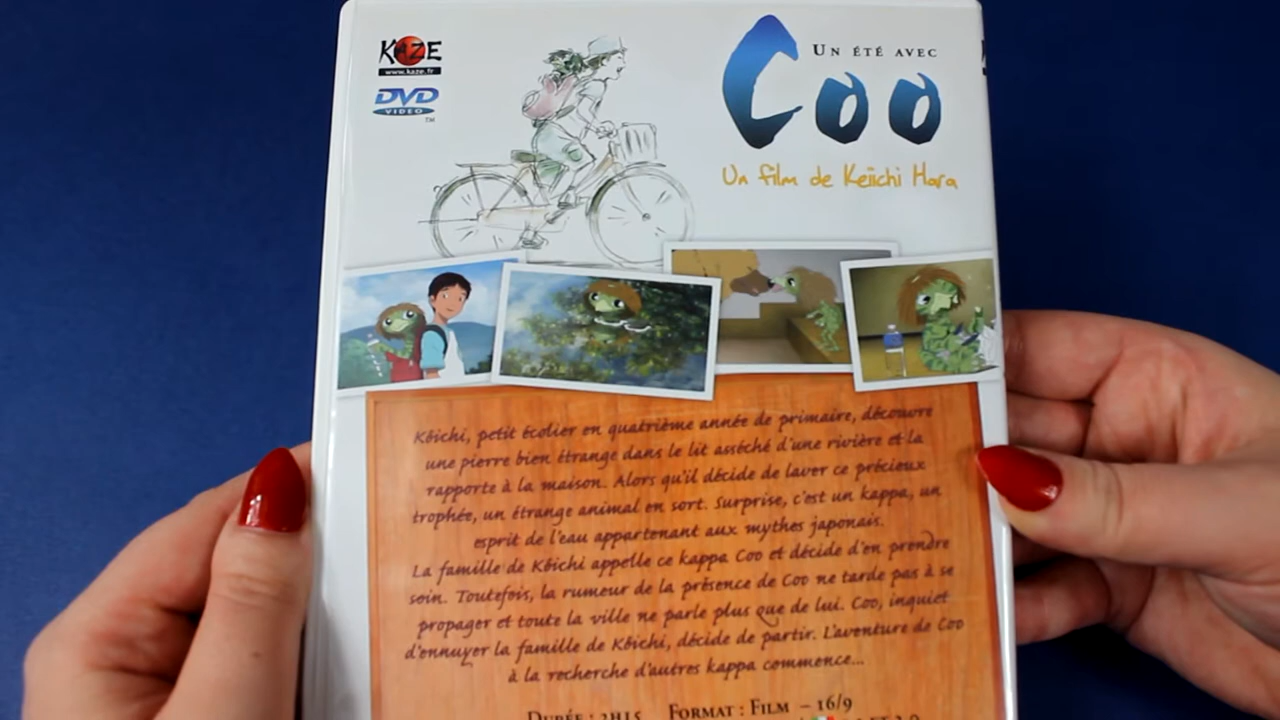 KAZE
www.kaze.fr
DVD
VIDEO
TM
UN ÉTÉ AVEC
Coo
Un film de Keiichi Hara
Kôichi, petit écolier en quatrième année de primaire, découvre
une pierre bien étrange dans le lit asséché d'une rivière et la
rapporte à la maison. Alors qu'il décide de laver ce précieux
trophée, un étrange animal en sort. Surprise, c'est un kappa, un
esprit de l'eau appartenant aux mythes japonais.
La famille de Kôichi appelle ce kappa Coo et décide d'en prendre
soin. Toutefois, la rumeur de la présence de Coo ne tarde pas à se
propager et toute la ville ne parle plus que de lui. Coo, inquiet
d'ennuyer la famille de Kôichi, décide de partir. L'aventure de Coo
à la recherche d'autres kappa commence...
DURÉE : 2H15 FORMAT : FILM – 16/9